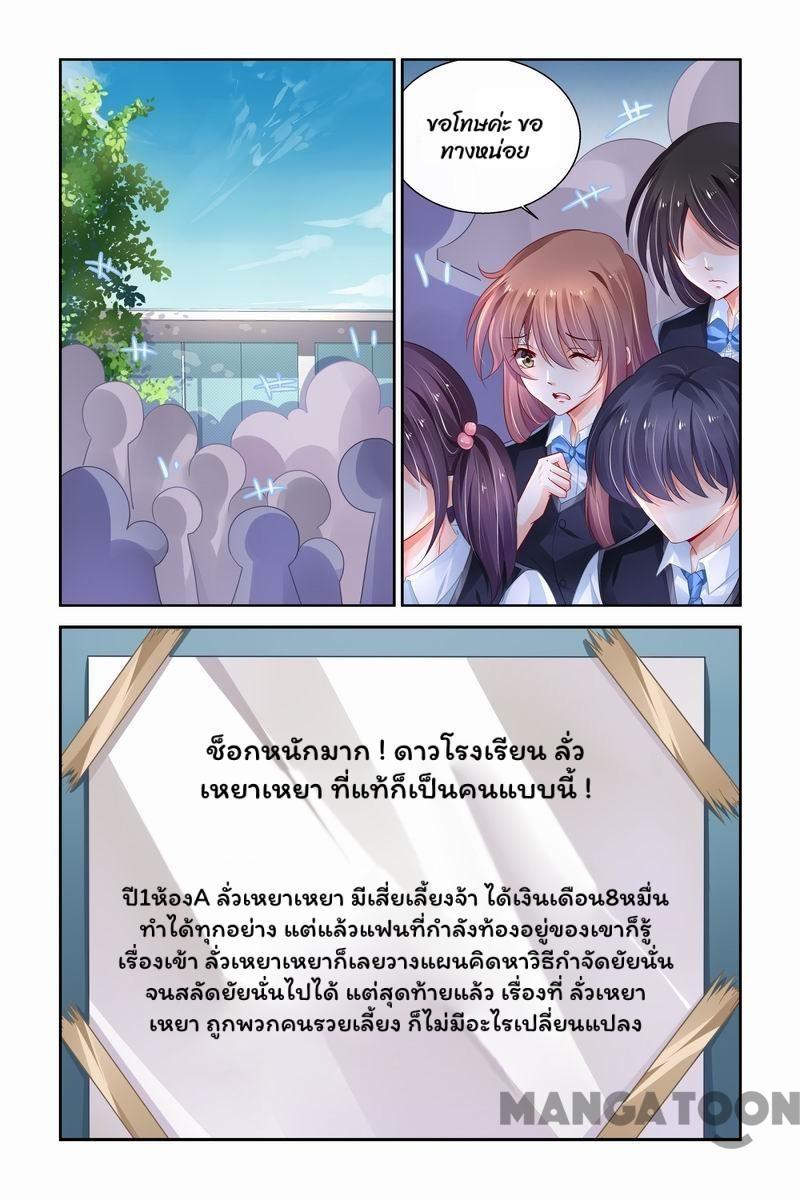 ขอโทษค่ะ ขอ
ทางหน่อย
ช็อกหนักมาก ! ดาวโรงเรียน ลั่ว
เหยาเหยา ที่แท้ก็เป็นคนแบบนี้ !
ปี1ห้องA ลั่วเหยาเหยา มีเสี่ยเลี้ยงจ้า ได้เงินเดือน8หมื่น
ทำได้ทุกอย่าง แต่แล้วแฟนที่กำลังท้องอยู่ของเขาก็รู้
เรื่องเข้า ลั่วเหยาเหยาก็เลยวางแผนคิดหาวิธีกำจัดยัยนั่น
จนสลัดยัยนั่นไปได้ แต่สุดท้ายแล้ว เรื่องที่ ลั่วเหยา
เหยา ถูกพวกคนรวยเลี้ยง ก็ไม่มีอะไรเปลี่ยนแปลง
MANGATOON